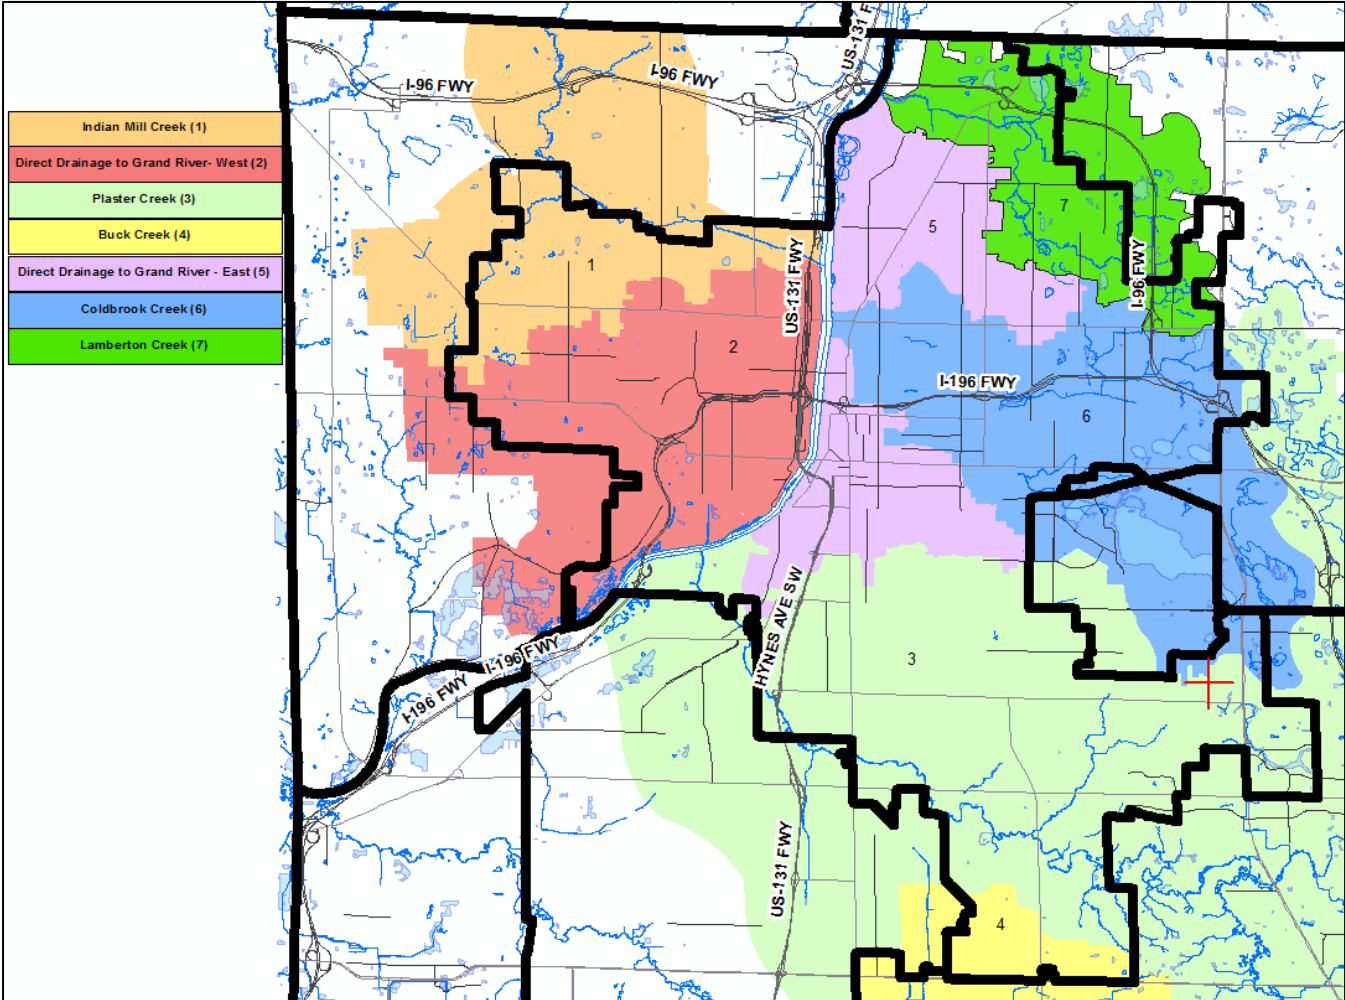 Indian Mill Creek (1)
Direct Drainage to Grand River- West (2)
Plaster Creek (3)
Buck Creek (4)
Direct Drainage to Grand River - East (5)
Coldbrook Creek (6)
Lamberton Creek (7)
US-131 F
I-96 FWY
I-96 FWY
7
5
1
US-131 FWY
I-96 FWY
2
I-196 FWY
6
HYNES AVE SW
I-196 FWY
3
I-196 FWY
US-131 FWY
4